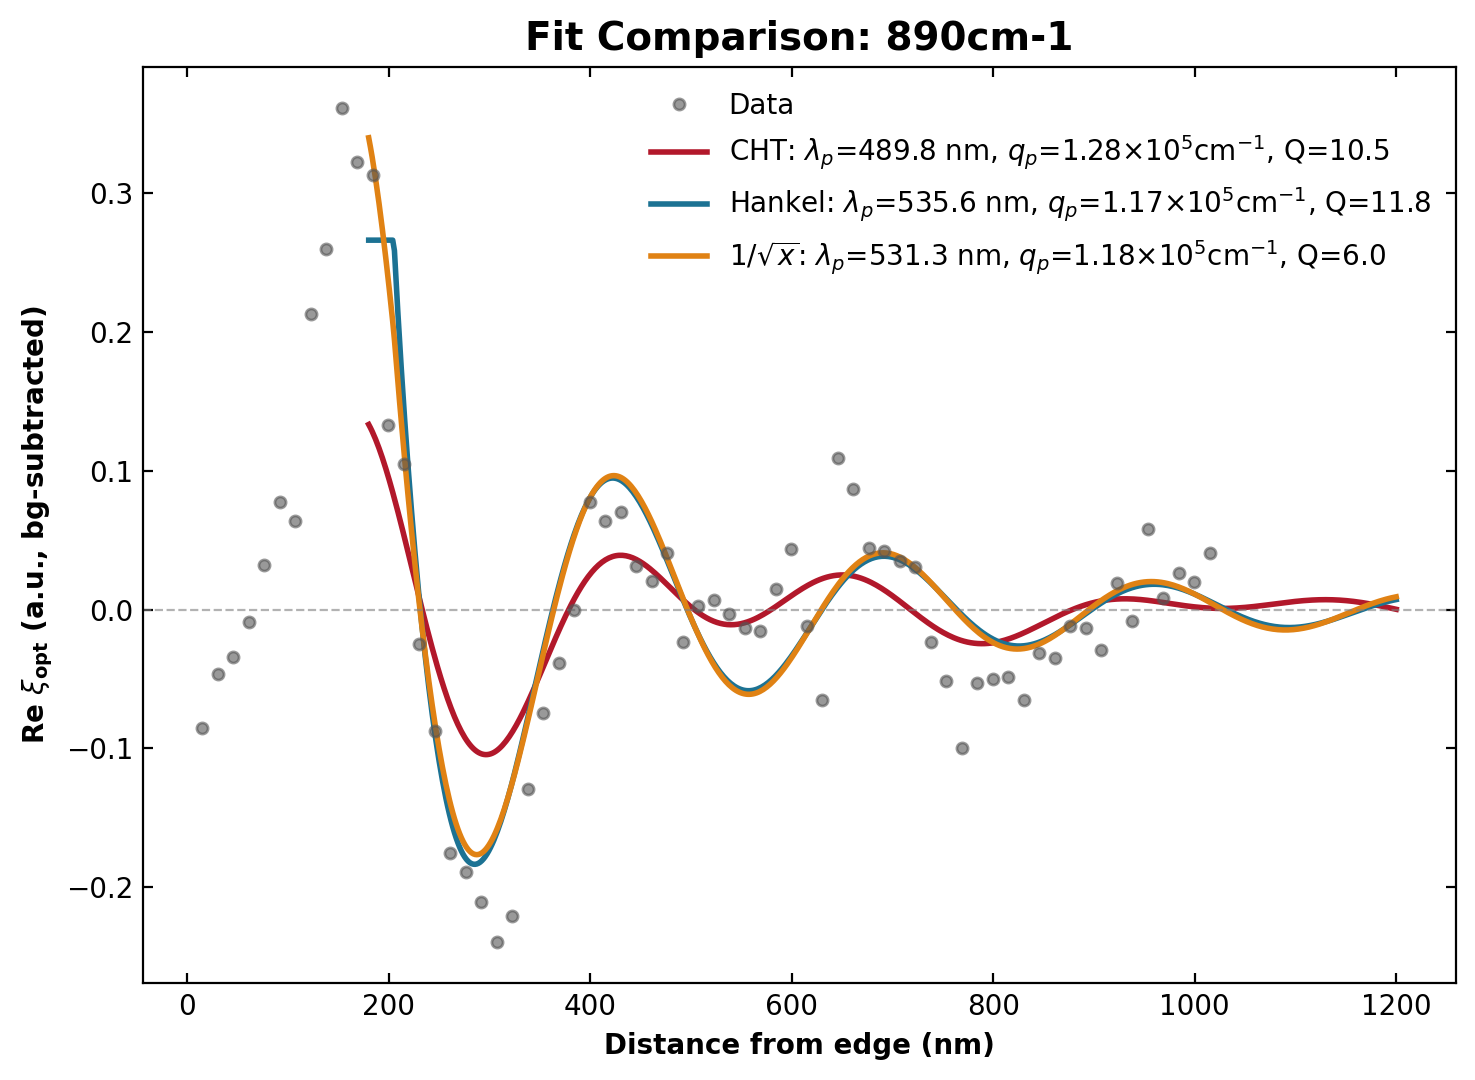 Fit Comparison: 890cm-1
Data
CHT: λp=489.8 nm, qp=1.28×10⁵cm⁻¹, Q=10.5
Hankel: λp=535.6 nm, qp=1.17×10⁵cm⁻¹, Q=11.8
1/√x: λp=531.3 nm, qp=1.18×10⁵cm⁻¹, Q=6.0
Re ξopt (a.u., bg-subtracted)
0.3
0.2
0.1
0.0
−0.1
−0.2
0 200 400 600 800 1000 1200
Distance from edge (nm)